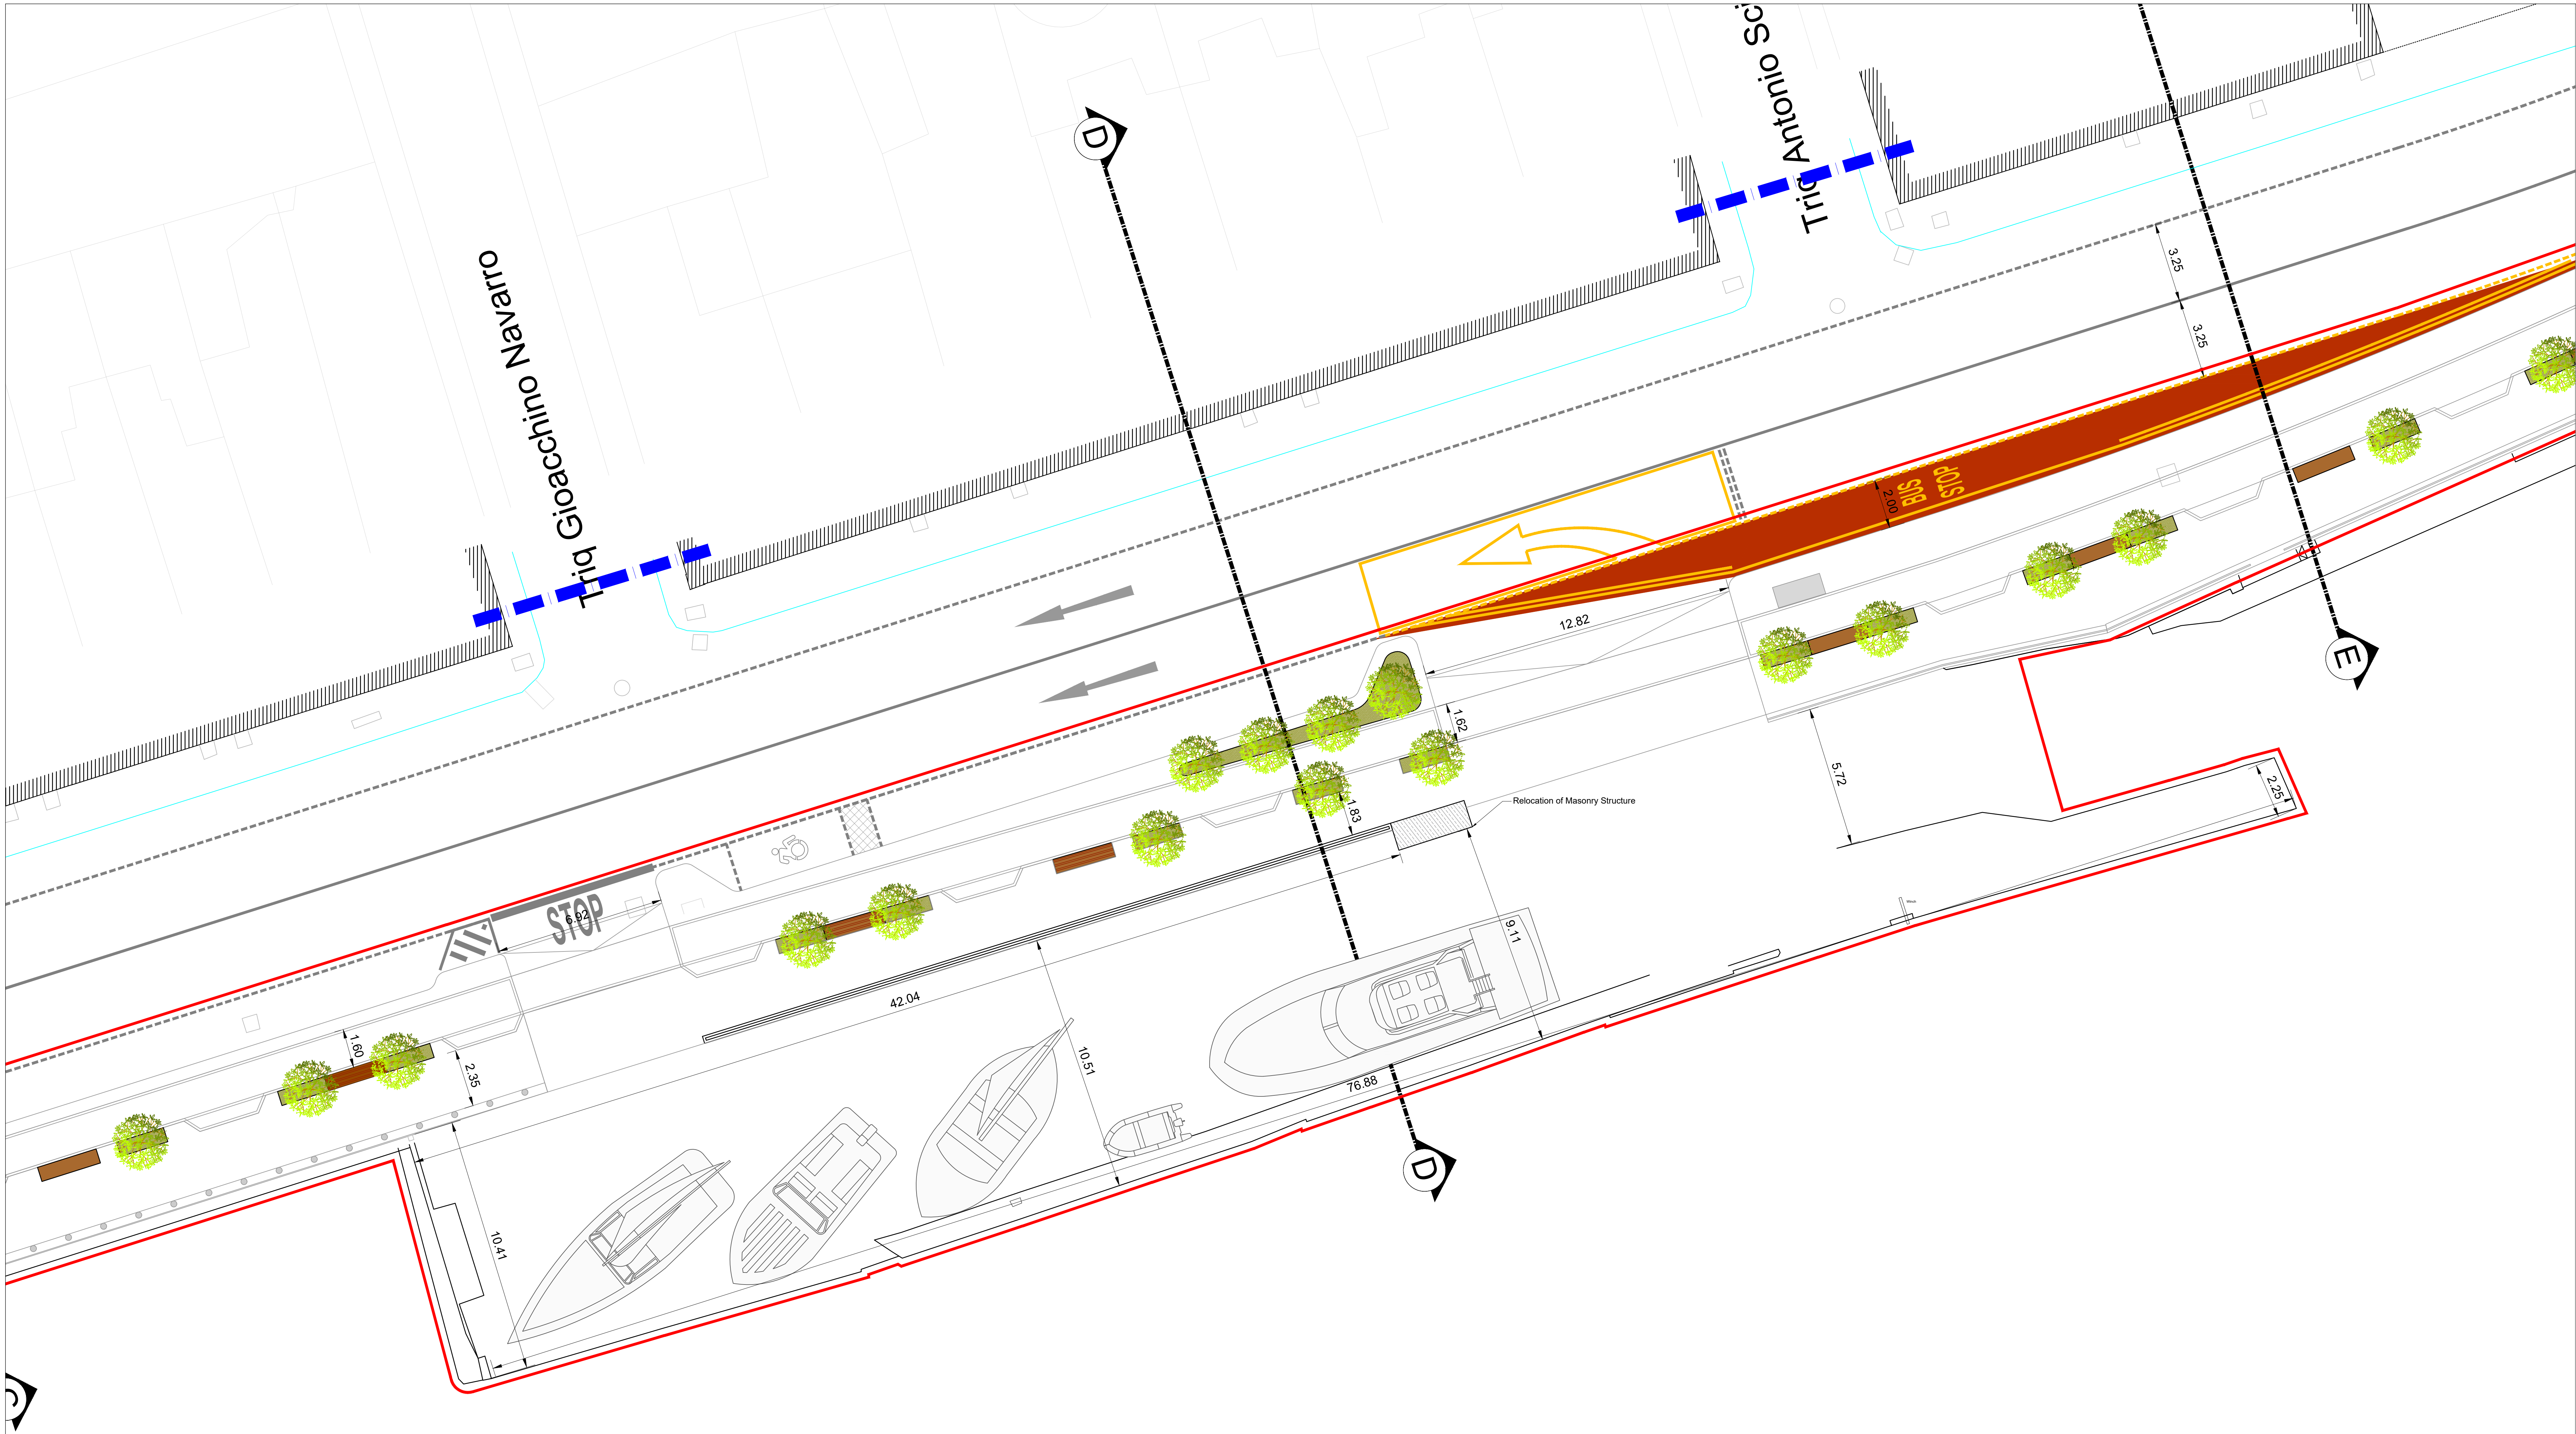 Triq Gioacchino Navarro
Triq Antonio Sci
D
3.25
3.25
BUS
STOP
2.00
12.82
1.62
E
5.72
2.25
Relocation of Masonry Structure
1.83
STOP
6.92
9.11
42.04
10.51
76.88
1.60
2.35
D
10.41